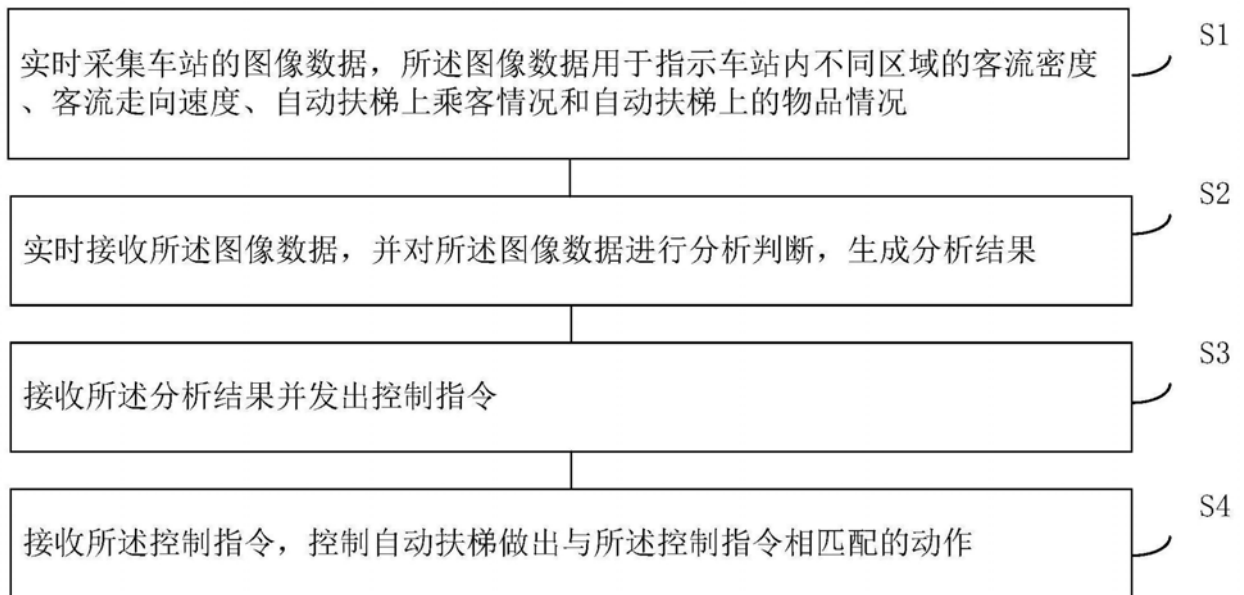 实时采集车站的图像数据，所述图像数据用于指示车站内不同区域的客流密度
、客流走向速度、自动扶梯上乘客情况和自动扶梯上的物品情况
S1
实时接收所述图像数据，并对所述图像数据进行分析判断，生成分析结果
S2
接收所述分析结果并发出控制指令
S3
接收所述控制指令，控制自动扶梯做出与所述控制指令相匹配的动作
S4